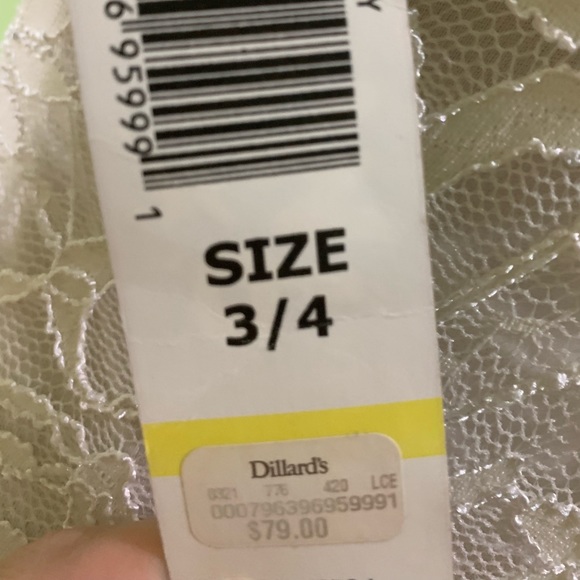 Y
695999 1
SIZE
3/4
Dillard's
0321 776 420 LCE
000796396959991
$79.00